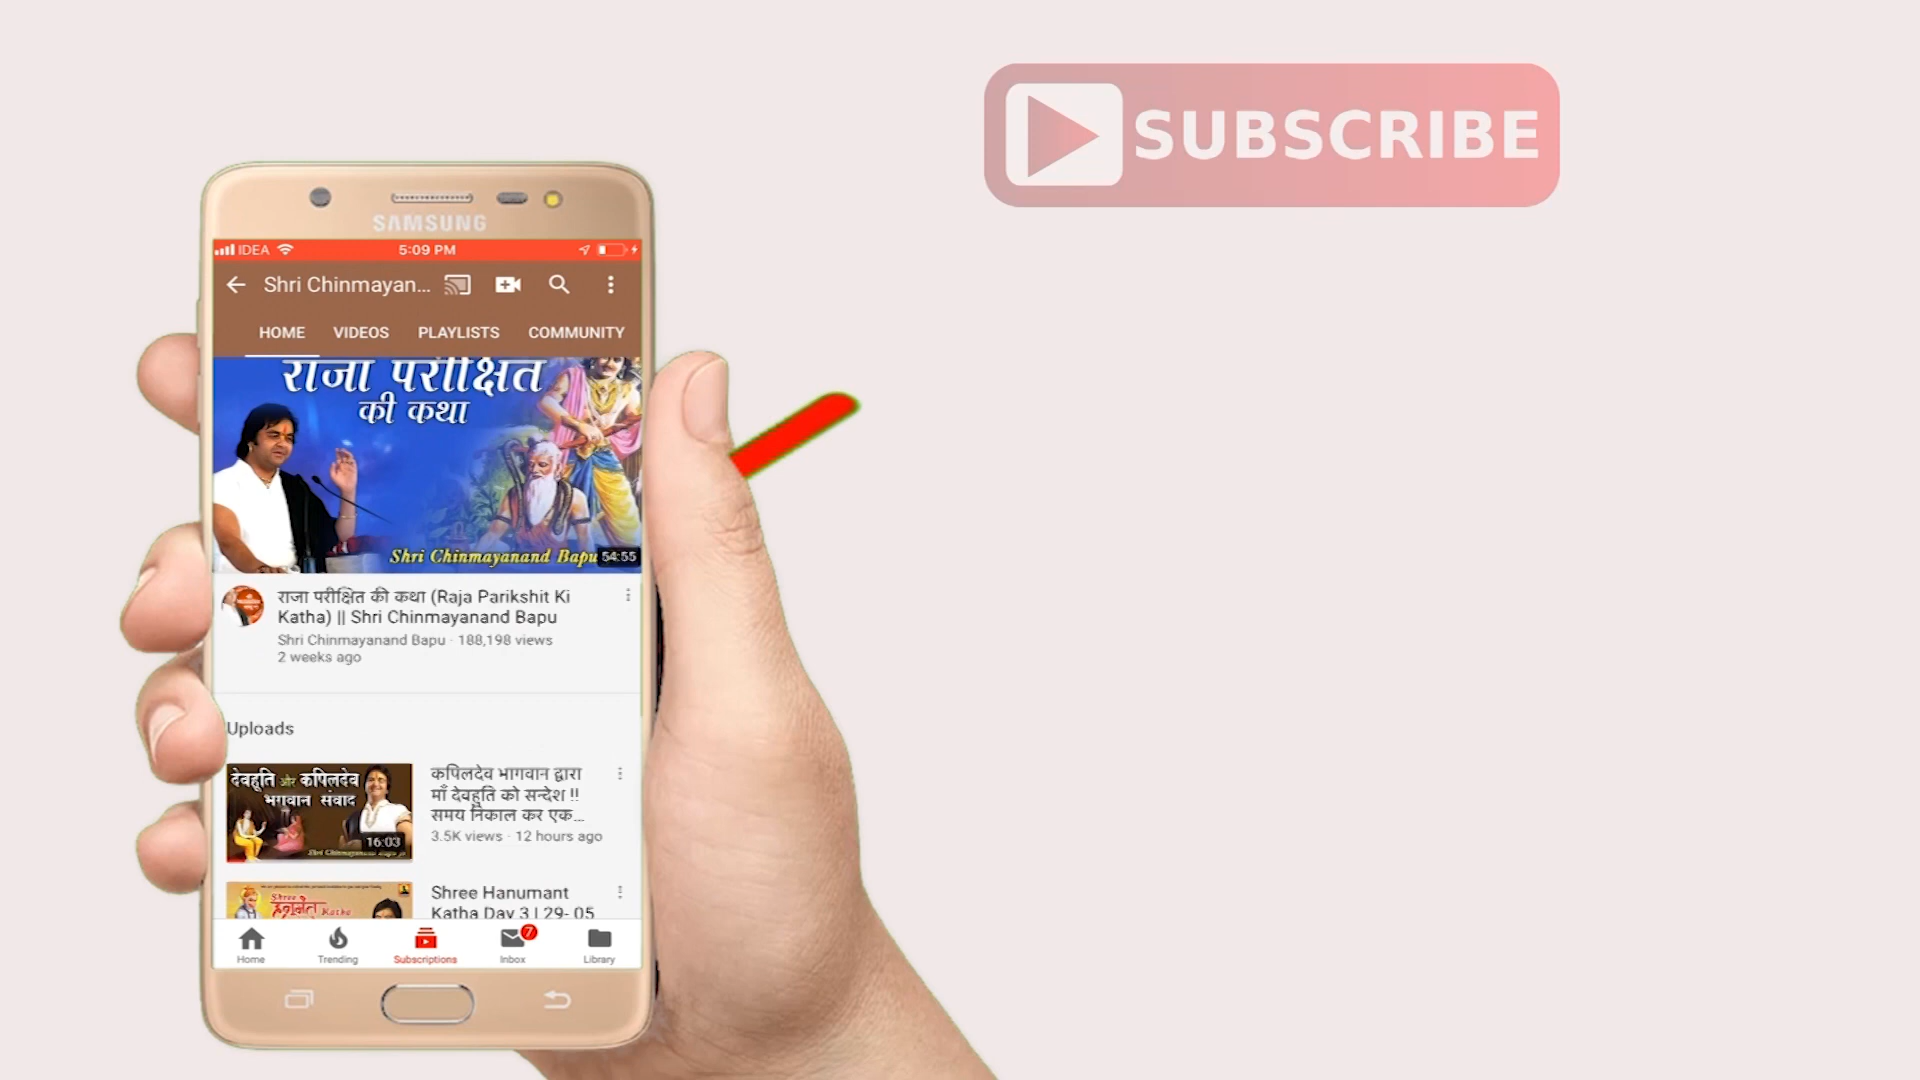 SUBSCRIBE
SAMSUNG
IDEA 5:09 PM
Shri Chinmayan...
HOME VIDEOS PLAYLISTS COMMUNITY
राजा परीक्षित
की कथा
Shri Chinmayanand Bapu 54:55
राजा परीक्षित की कथा (Raja Parikshit Ki
Katha) || Shri Chinmayanand Bapu
Shri Chinmayanand Bapu · 188,198 views
2 weeks ago
Uploads
देवहूति और कपिलदेव
भगवान संवाद
16:03
कपिलदेव भागवान द्वारा
माँ देवहुति को सन्देश !!
समय निकाल कर एक...
3.5K views · 12 hours ago
Shree
हनुमंत Katha
Shree Hanumant
Katha Day 3 | 29- 05
7
Home Trending Subscriptions Inbox Library